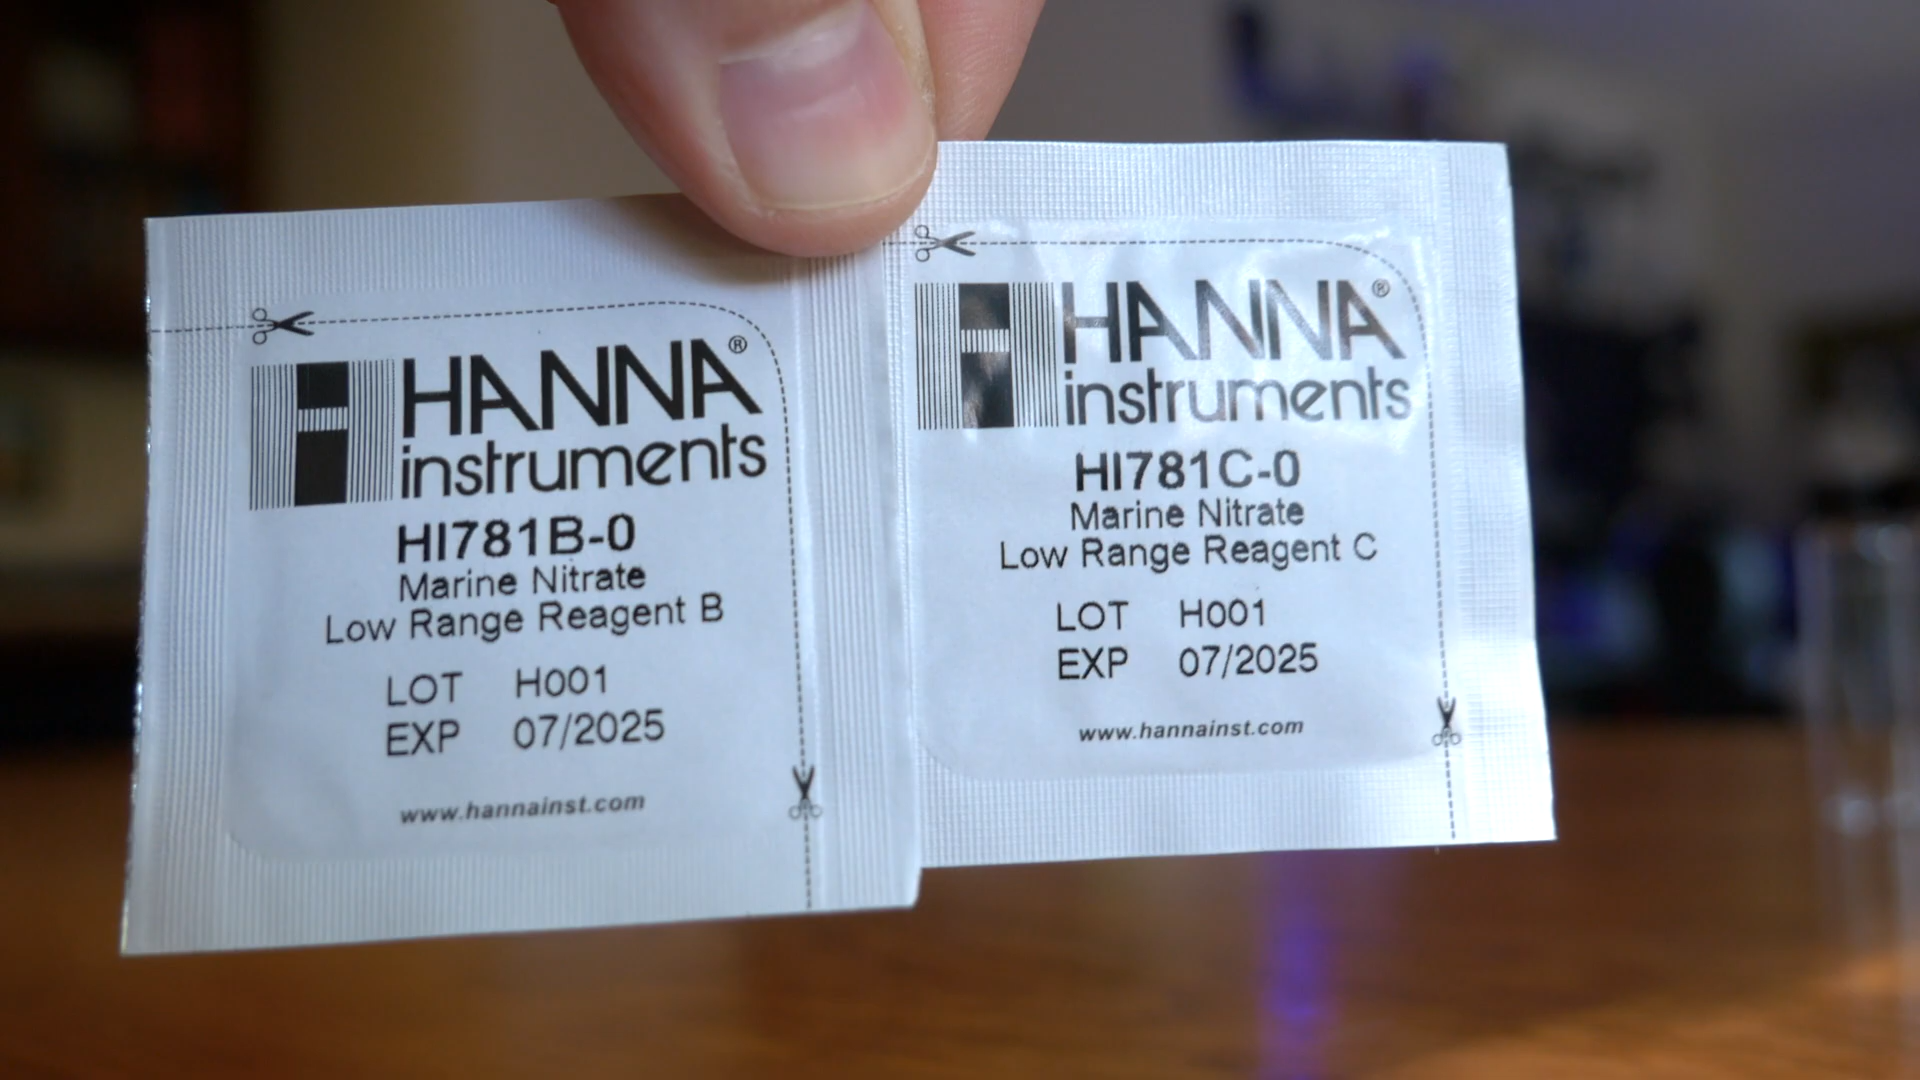 HANNA®
instruments
HI781B-0
Marine Nitrate
Low Range Reagent B
LOT H001
EXP 07/2025
www.hannainst.com
HANNA®
instruments
HI781C-0
Marine Nitrate
Low Range Reagent C
LOT H001
EXP 07/2025
www.hannainst.com